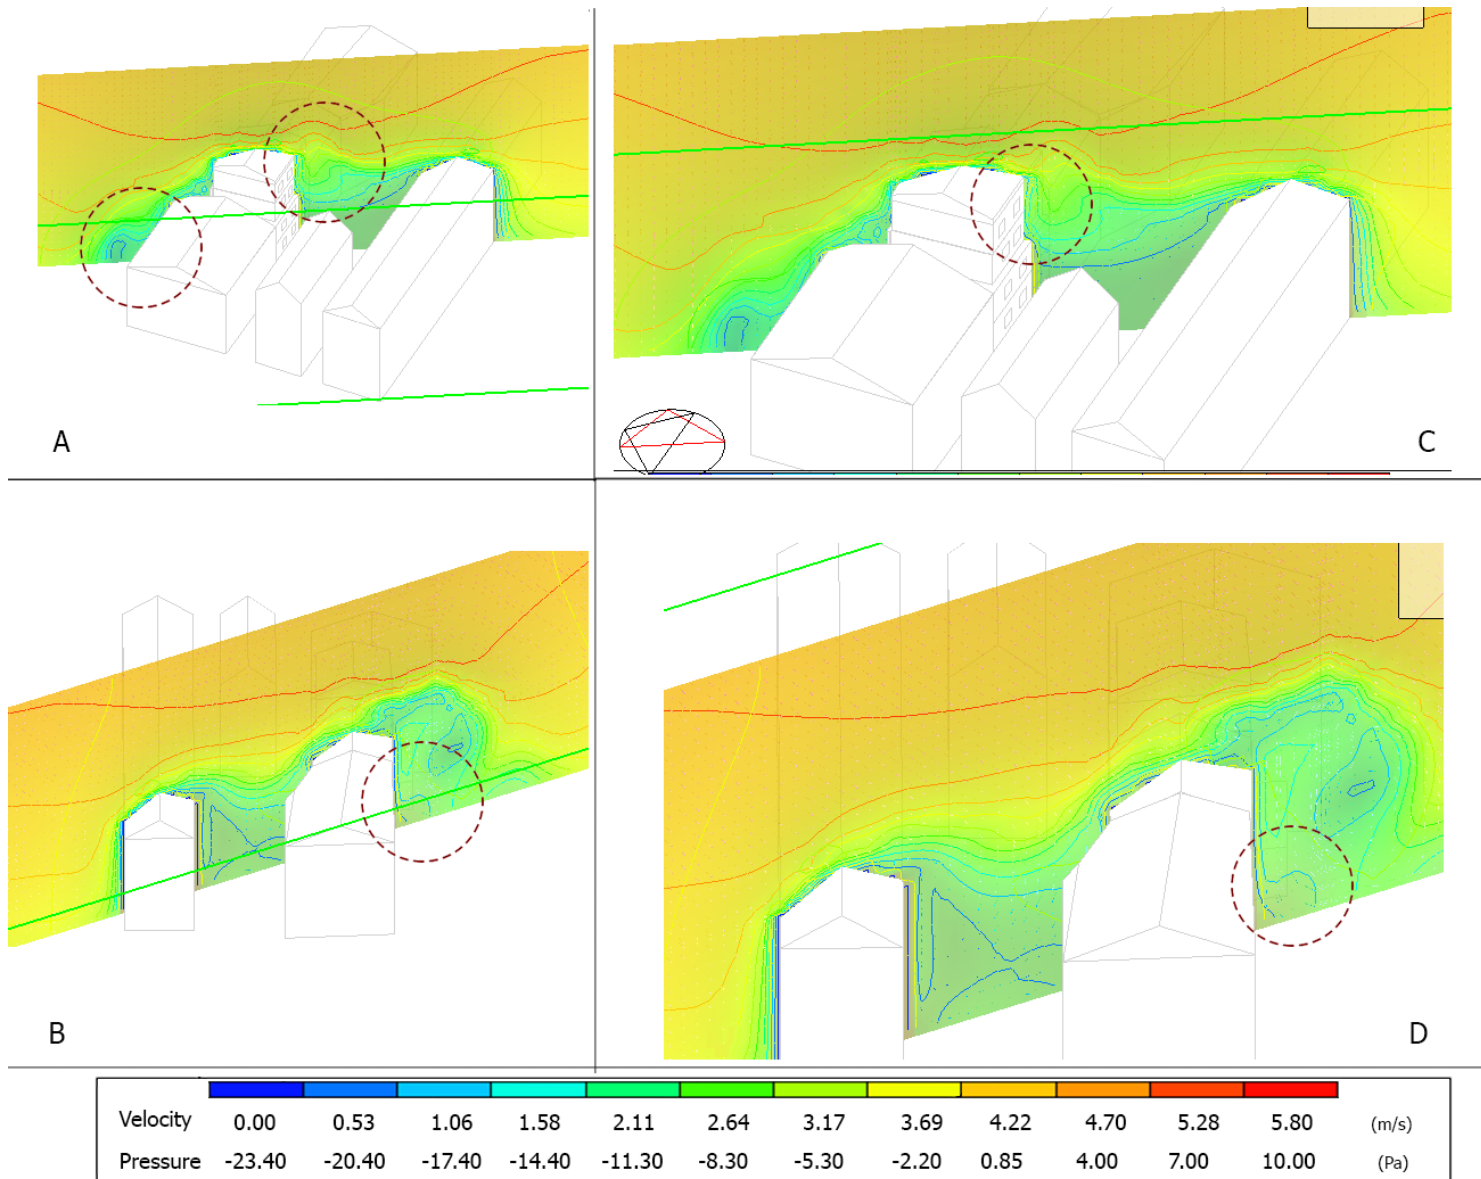 A
C
B
D
Velocity 0.00 0.53 1.06 1.58 2.11 2.64 3.17 3.69 4.22 4.70 5.28 5.80 (m/s)
Pressure -23.40 -20.40 -17.40 -14.40 -11.30 -8.30 -5.30 -2.20 0.85 4.00 7.00 10.00 (Pa)